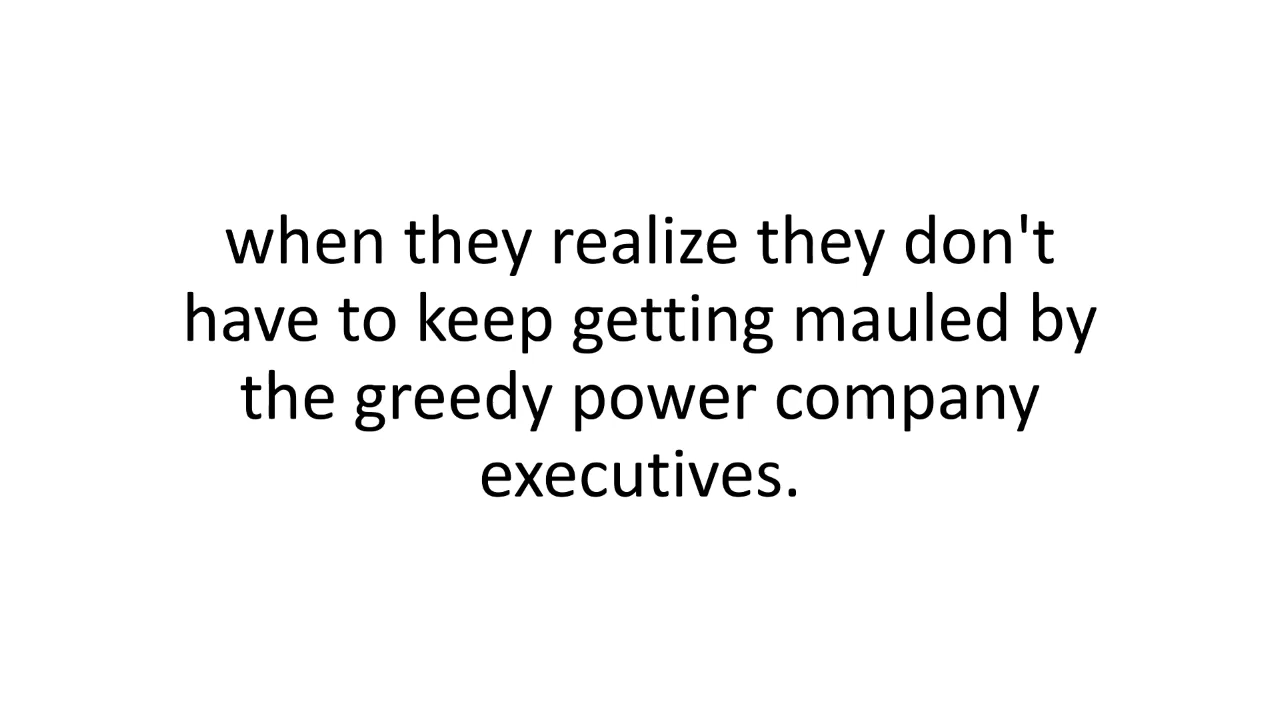 when they realize they don't
have to keep getting mauled by
the greedy power company
executives.